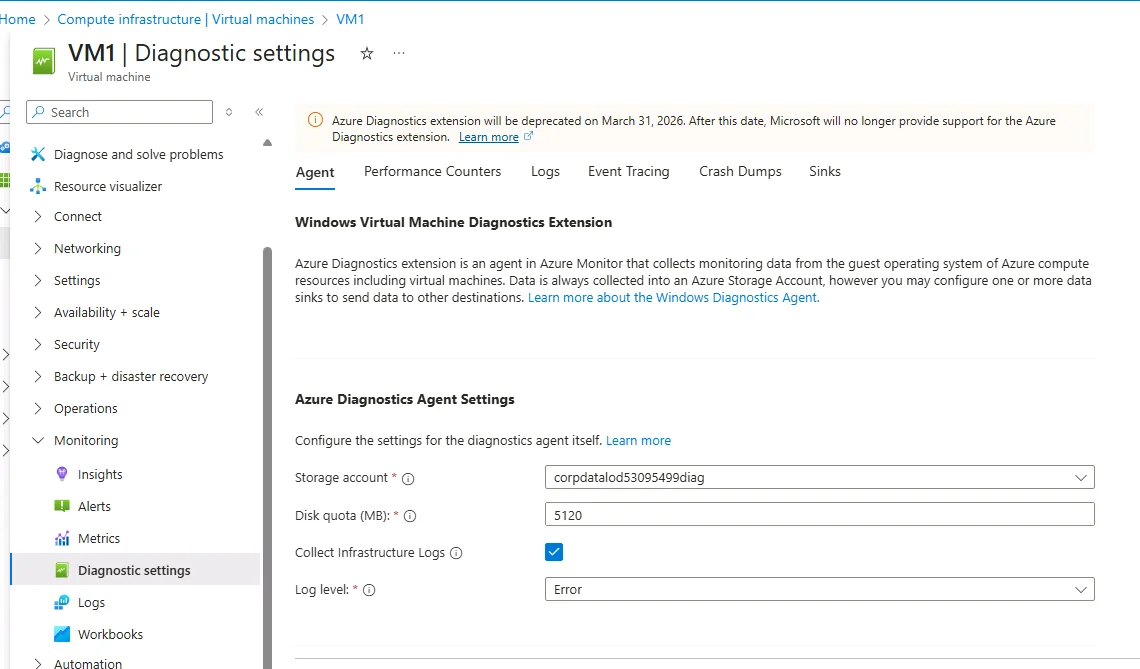 Home > Compute infrastructure | Virtual machines > VM1
VM1 | Diagnostic settings
Virtual machine
Search
Diagnose and solve problems
Resource visualizer
Connect
Networking
Settings
Availability + scale
Security
Backup + disaster recovery
Operations
Monitoring
Insights
Alerts
Metrics
Diagnostic settings
Logs
Workbooks
Automation
Azure Diagnostics extension will be deprecated on March 31, 2026. After this date, Microsoft will no longer provide support for the Azure
Diagnostics extension. Learn more
Agent Performance Counters Logs Event Tracing Crash Dumps Sinks
Windows Virtual Machine Diagnostics Extension
Azure Diagnostics extension is an agent in Azure Monitor that collects monitoring data from the guest operating system of Azure compute
resources including virtual machines. Data is always collected into an Azure Storage Account, however you may configure one or more data
sinks to send data to other destinations. Learn more about the Windows Diagnostics Agent.
Azure Diagnostics Agent Settings
Configure the settings for the diagnostics agent itself. Learn more
Storage account * corpdatalod53095499diag
Disk quota (MB): * 5120
Collect Infrastructure Logs
Log level: * Error